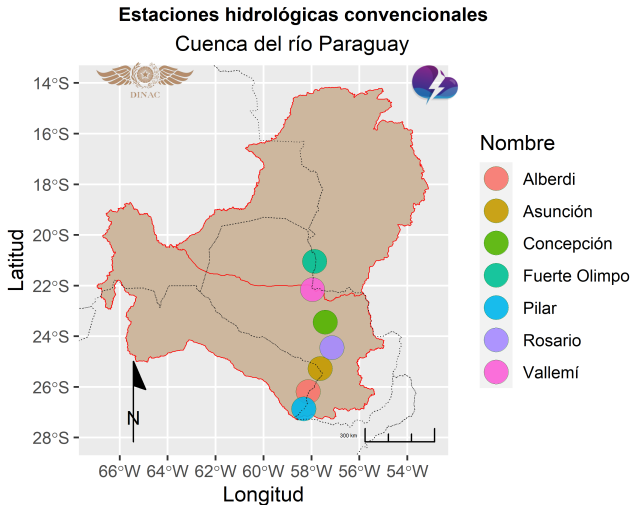 Estaciones hidrológicas convencionales
Cuenca del río Paraguay
DINAC
14°S
16°S
18°S
20°S
22°S
24°S
26°S
28°S
Latitud
N
300 km
66°W 64°W 62°W 60°W 58°W 56°W 54°W
Longitud
Nombre
Alberdi
Asunción
Concepción
Fuerte Olimpo
Pilar
Rosario
Vallemí